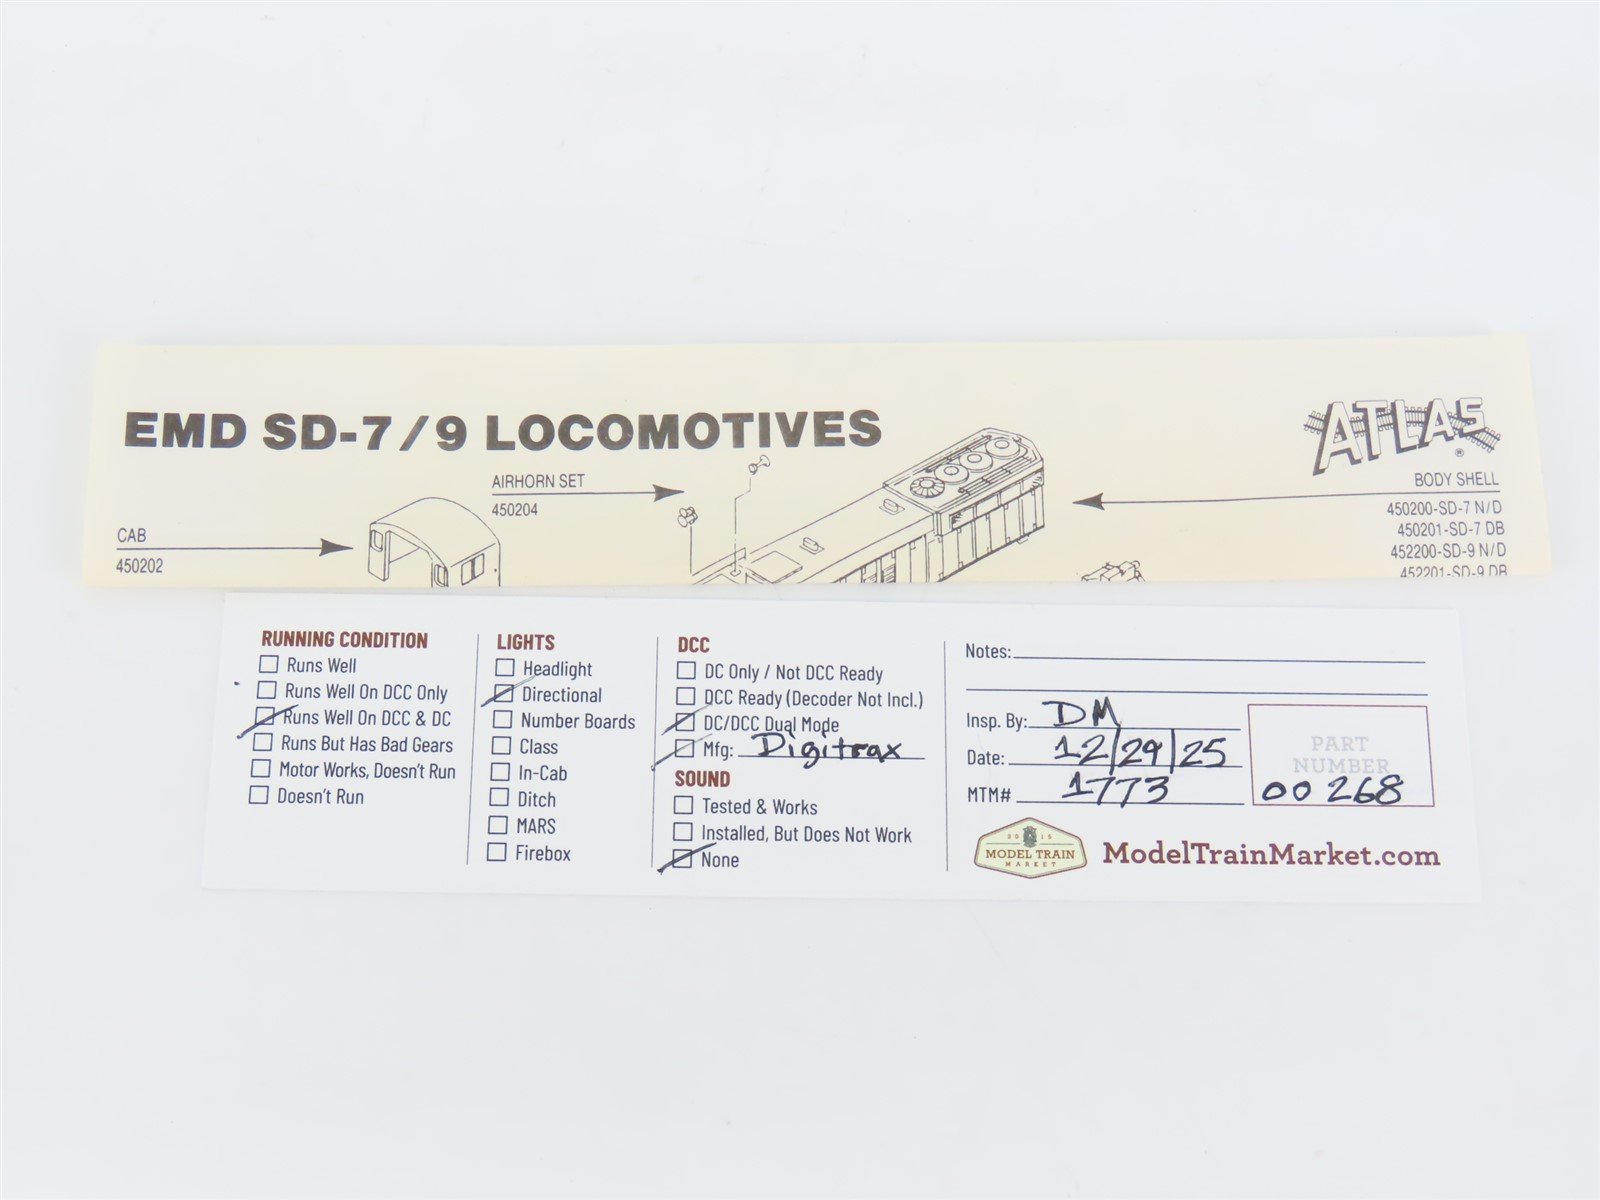 EMD SD-7/9 LOCOMOTIVES
ATLAS
®
AIRHORN SET
450204
CAB
450202
BODY SHELL
450200-SD-7 N/D
450201-SD-7 DB
452200-SD-9 N/D
452201-SD-9 DB
RUNNING CONDITION
Runs Well
Runs Well On DCC Only
Runs Well On DCC & DC
Runs But Has Bad Gears
Motor Works, Doesn't Run
Doesn't Run
LIGHTS
Headlight
Directional
Number Boards
Class
In-Cab
Ditch
MARS
Firebox
DCC
DC Only / Not DCC Ready
DCC Ready (Decoder Not Incl.)
DC/DCC Dual Mode
Mfg: Digitrax
SOUND
Tested & Works
Installed, But Does Not Work
None
Notes:
Insp. By: DM
Date: 12/29/25
MTM# 1773
PART
NUMBER
00268
2015
MODEL TRAIN
MARKET
ModelTrainMarket.com